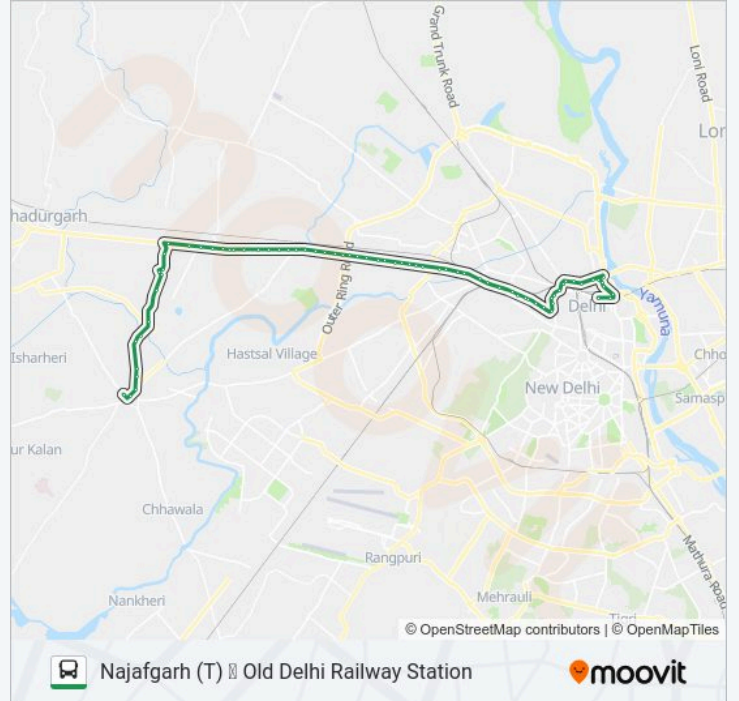 Grand Trunk Road
Loni Road
Lor
hadurgarh
Outer Ring Road
Delhi
Yamuna
Isharheri
Hastsal Village
Chho
New Delhi
Samasp
ur Kalan
Chhawala
Rangpuri
Mathura Road
Nankheri
Mehrauli
Tigri
© OpenStreetMap contributors | © OpenMapTiles
Najafgarh (T) Old Delhi Railway Station
moovit